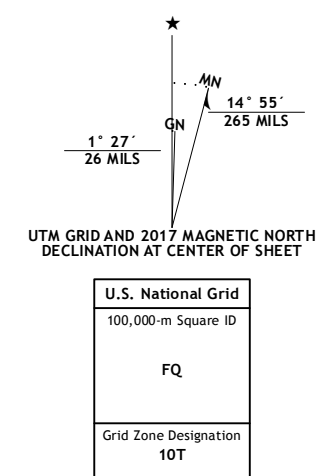 ★
MN
GN
1° 27´
26 MILS
14° 55´
265 MILS
UTM GRID AND 2017 MAGNETIC NORTH
DECLINATION AT CENTER OF SHEET
U.S. National Grid
100,000-m Square ID
FQ
Grid Zone Designation
10T